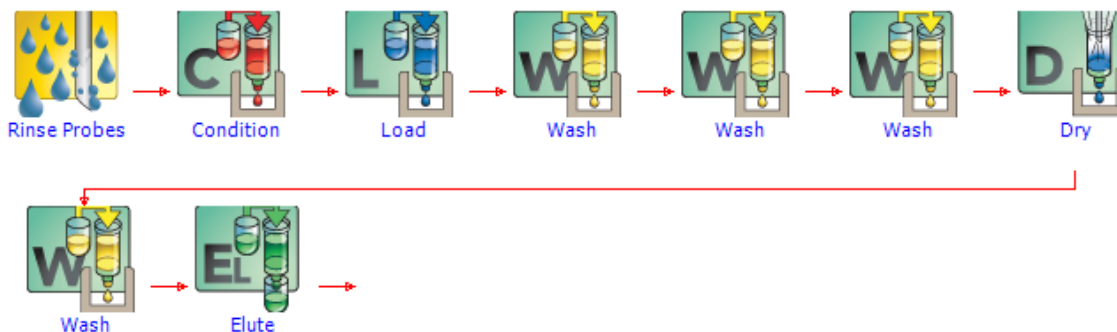 C L W W W D
Rinse Probes Condition Load Wash Wash Wash Dry
W EL
Wash Elute